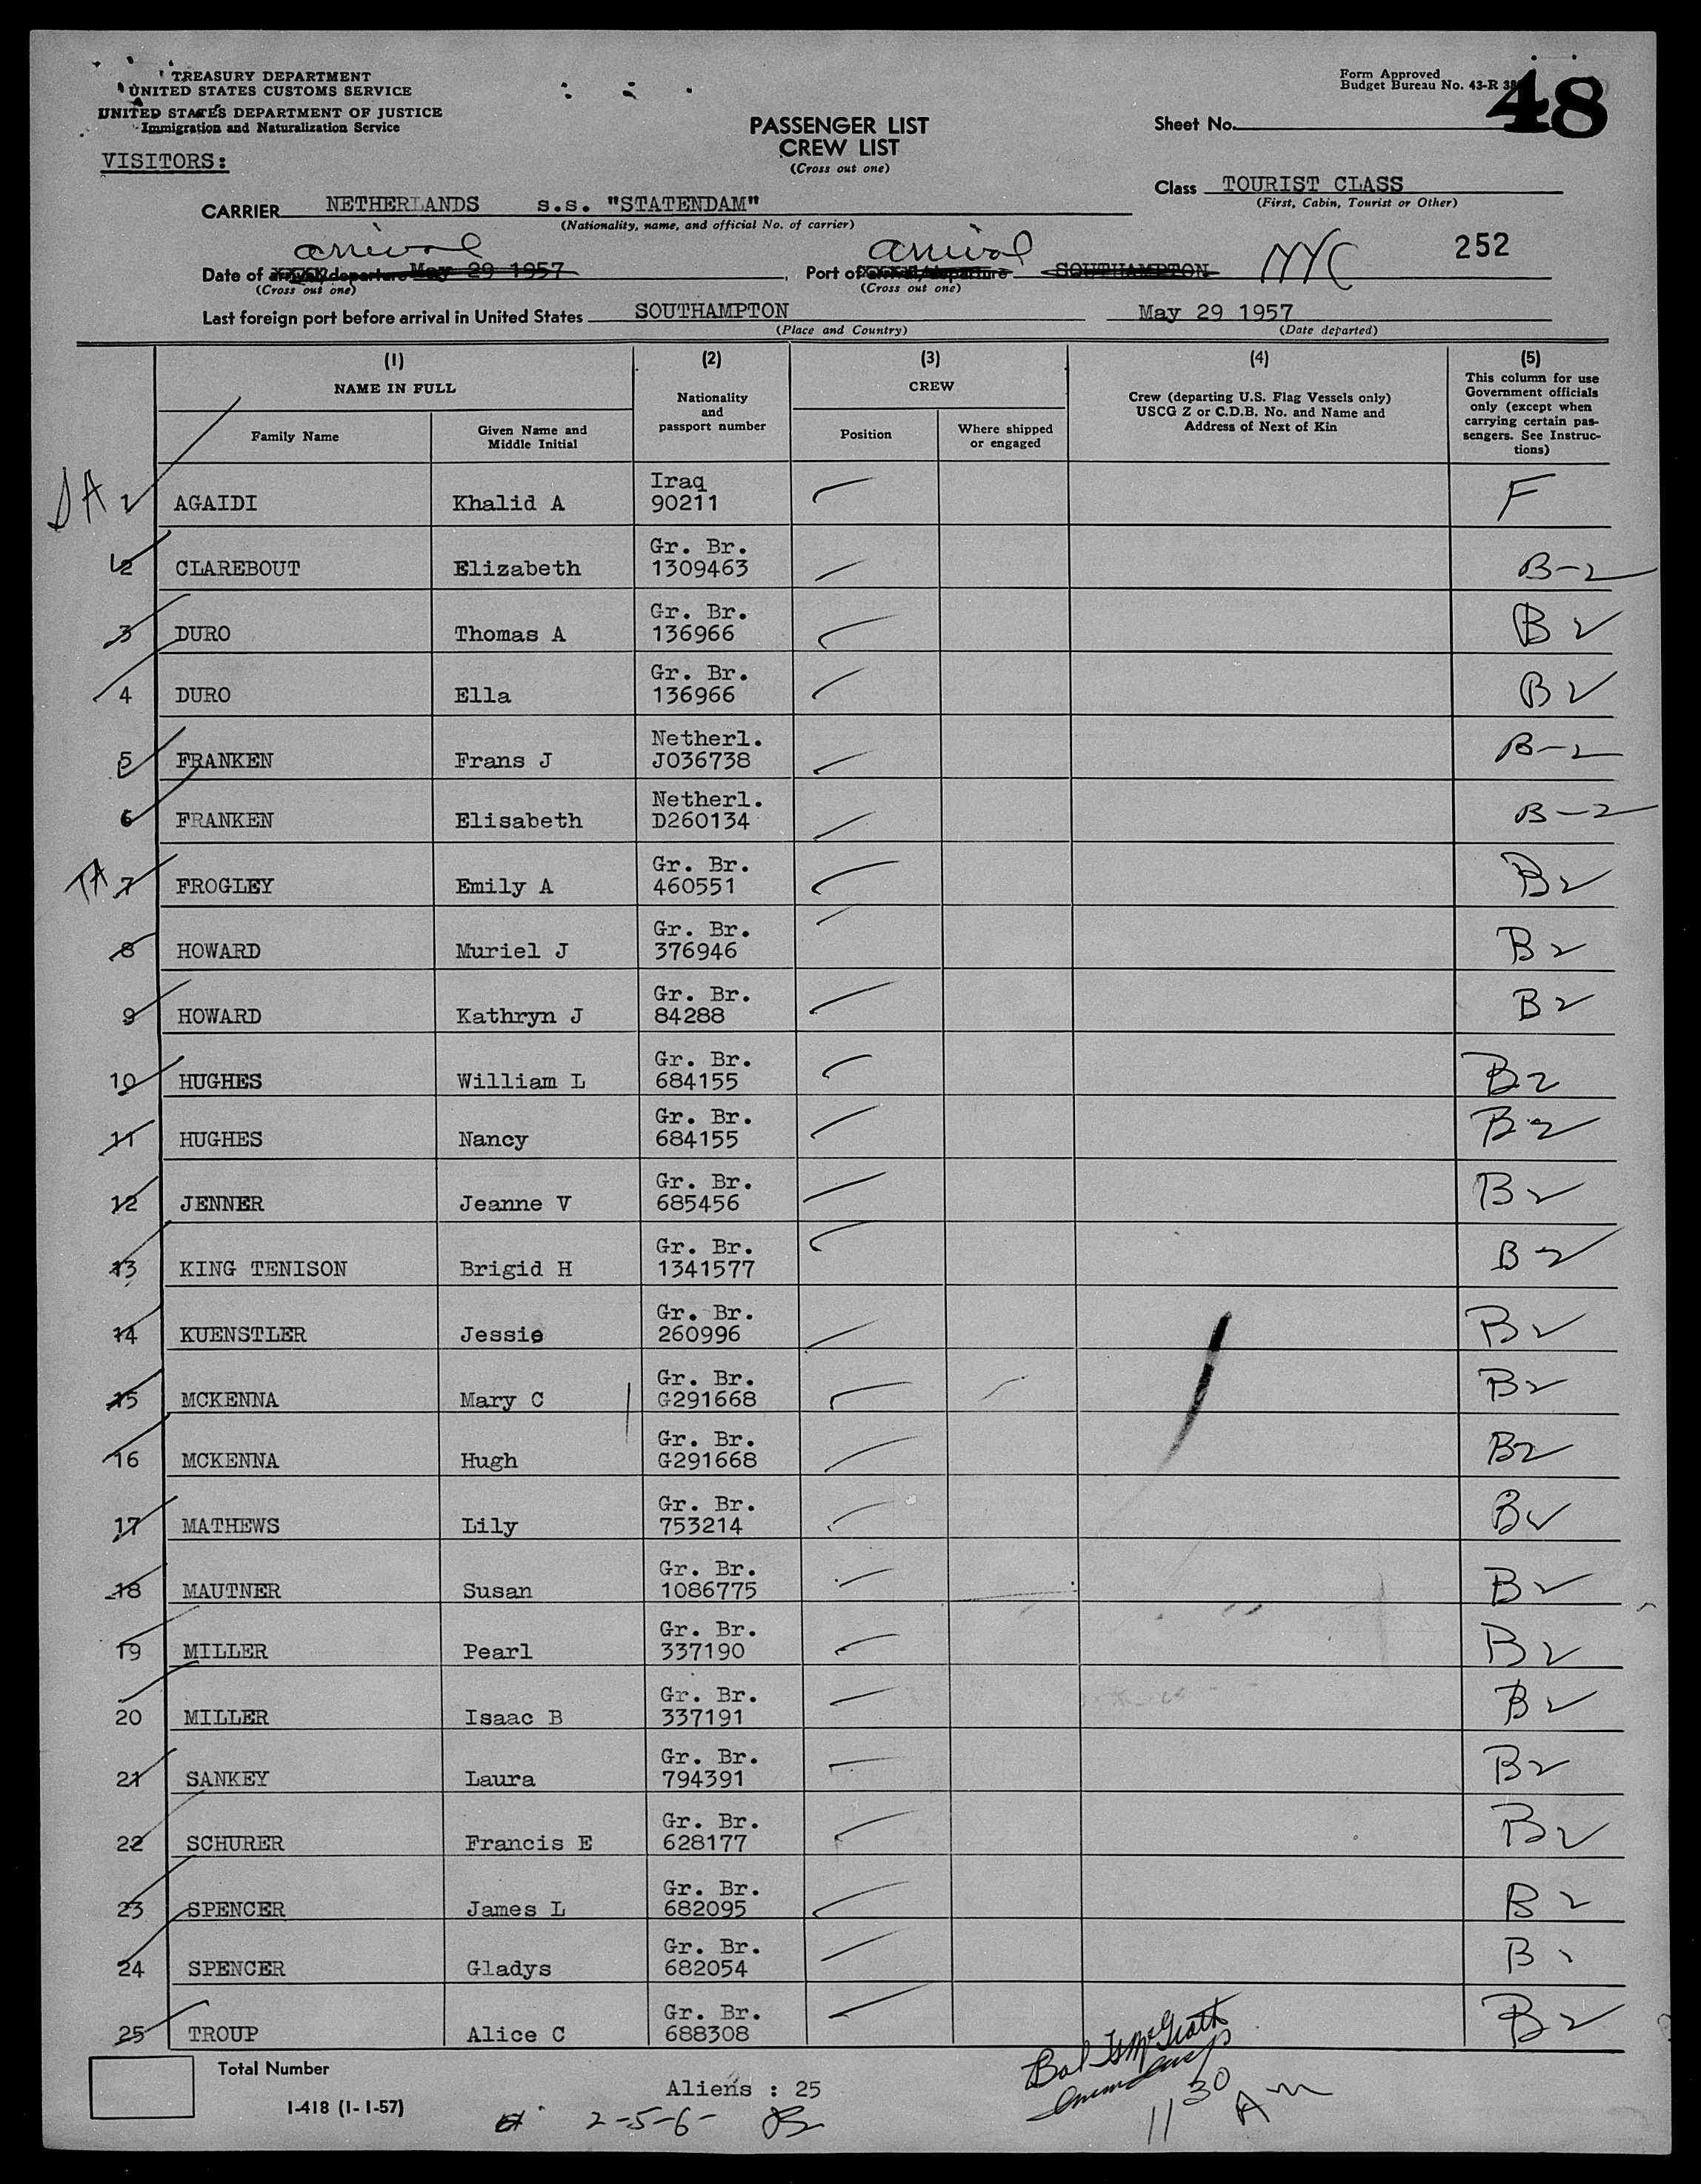 TREASURY DEPARTMENT
UNITED STATES CUSTOMS SERVICE
UNITED STATES DEPARTMENT OF JUSTICE
Immigration and Naturalization Service
VISITORS:
Form Approved
Budget Bureau No. 43-R
48
PASSENGER LIST
CREW LIST
(Cross out one)
Sheet No.
Class TOURIST CLASS
(First, Cabin, Tourist or Other)
CARRIER NETHERLANDS s.s. "STATENDAM"
(Nationality, name, and official No. of carrier)
arrival arrival NYC 252
Date of arrival/departure May 29 1957, Port of arrival/departure SOUTHAMPTON
(Cross out one) (Cross out one)
Last foreign port before arrival in United States SOUTHAMPTON May 29 1957
(Place and Country) (Date departed)
(1) (2) (3) (4) (5)
NAME IN FULL
Family Name
Given Name and Middle Initial
Nationality and passport number
CREW
Position
Where shipped or engaged
Crew (departing U.S. Flag Vessels only)
USCG Z or C.D.B. No. and Name and
Address of Next of Kin
This column for use
Government officials
only (except when
carrying certain pas-
sengers. See Instruc-
tions)
Iraq
1 AGAIDI Khalid A 90211 F
Gr. Br.
2 CLAREBOUT Elizabeth 1309463 B-2
Gr. Br.
3 DURO Thomas A 136966 B2
Gr. Br.
4 DURO Ella 136966 B2
Netherl.
5 FRANKEN Frans J J036738 B-2
Netherl.
6 FRANKEN Elisabeth D260134 B-2
Gr. Br.
7 FROGLEY Emily A 460551 B2
Gr. Br.
8 HOWARD Muriel J 376946 B2
Gr. Br.
9 HOWARD Kathryn J 84288 B2
Gr. Br.
10 HUGHES William L 684155 B2
Gr. Br.
11 HUGHES Nancy 684155 B2
Gr. Br.
12 JENNER Jeanne V 685456 B2
Gr. Br.
13 KING TENISON Brigid H 1341577 B2
Gr. Br.
14 KUENSTLER Jessie 260996 B2
Gr. Br.
15 MCKENNA Mary C G291668 B2
Gr. Br.
16 MCKENNA Hugh G291668 B2
Gr. Br.
17 MATHEWS Lily 753214 B2
Gr. Br.
18 MAUTNER Susan 1086775 B2
Gr. Br.
19 MILLER Pearl 337190 B2
Gr. Br.
20 MILLER Isaac B 337191 B2
Gr. Br.
21 SANKEY Laura 794391 B2
Gr. Br.
22 SCHURER Francis E 628177 B2
Gr. Br.
23 SPENCER James L 682095 B2
Gr. Br.
24 SPENCER Gladys 682054 B
Gr. Br.
25 TROUP Alice C 688308 B2
Total Number
Aliens : 25
I-418 (1-1-57)
2-5-6-
11 30 AM